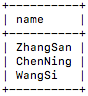 +----------+
| name     |
+----------+
| ZhangSan |
| ChenNing |
| WangSi   |
+----------+